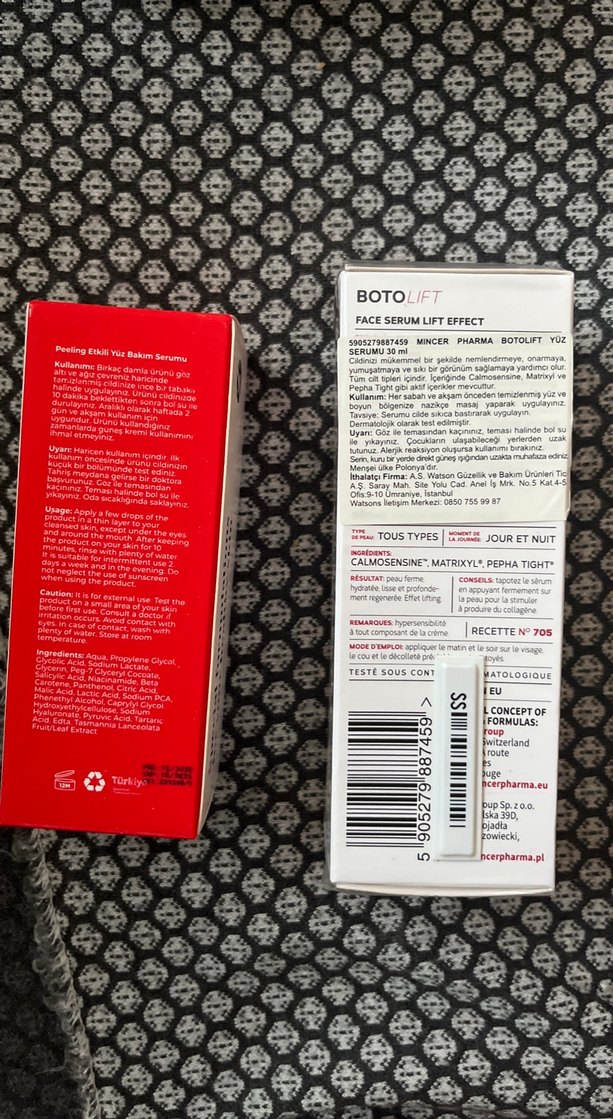 Peeling Etkili Yüz Bakım Serumu
Kullanımı: Birkaç damla ürünü göz
altı ve ağız çevreniz haricinde
temizlenmiş cildinize ince bir tabaka
halinde uygulayınız. Ürünü cildinizde
10 dakika beklettikten sonra bol su ile
durulayınız. Aralıklı olarak haftada 2
gün ve akşam kullanım için
uygundur. Ürünü kullandığınız
zamanlarda güneş kremi kullanımını
ihmal etmeyiniz.
Uyarı: Haricen kullanım içindir. İlk
kullanım öncesinde ürünü cildinizin
küçük bir bölümünde test ediniz.
Tahriş meydana gelirse bir doktora
başvurunuz. Göz ile temasından
kaçınınız. Teması halinde bol su ile
yıkayınız. Oda sıcaklığında saklayınız.
Usage: Apply a few drops of the
product in a thin layer to your
cleansed skin, except under the eyes
and around the mouth. After keeping
the product on your skin for 10
minutes, rinse with plenty of water.
It is suitable for intermittent use 2
days a week and in the evening. Do
not neglect the use of sunscreen
when using the product.
Caution: It is for external use. Test the
product on a small area of your skin
before first use. Consult a doctor if
irritation occurs. Avoid contact with
eyes. In case of contact, wash with
plenty of water. Store at room
temperature.
Ingredients: Aqua, Propylene Glycol,
Glycolic Acid, Sodium Lactate,
Glycerin, Peg-7 Glyceryl Cocoate,
Salicylic Acid, Niacinamide, Beta
Carotene, Panthenol, Citric Acid,
Malic Acid, Lactic Acid, Sodium PCA,
Phenethyl Alcohol, Caprylyl Glycol,
Hydroxyethylcellulose, Sodium
Hyaluronate, Pyruvic Acid, Tartaric
Acid, Edta, Tasmannia Lanceolata
Fruit/Leaf Extract
12M
Türkiye
BOTOLIFT
FACE SERUM LIFT EFFECT
5905279887459 MINCER PHARMA BOTOLIFT YÜZ
SERUMU 30 ml
Cildinizi mükemmel bir şekilde nemlendirmeye, onarmaya,
yumuşatmaya ve sıkı bir görünüm sağlamaya yardımcı olur.
Tüm cilt tipleri içindir. İçeriğinde Calmosensine, Matrixyl ve
Pepha Tight gibi aktif içerikler mevcuttur.
Kullanım: Her sabah ve akşam önceden temizlenmiş yüz ve
boyun bölgenize nazikçe masaj yaparak uygulayınız.
Tavsiye: Serumu cilde sıkıca bastırarak uygulayın.
Dermatolojik olarak test edilmiştir.
Uyarı: Göz ile temasından kaçınınız, teması halinde bol su
ile yıkayınız. Çocukların ulaşabileceği yerlerden uzak
tutunuz. Alerjik reaksiyon oluşursa kullanımı bırakınız.
Serin, kuru bir yerde direkt güneş ışığından uzakta muhafaza ediniz.
Menşei ülke Polonya'dır.
İthalatçı Firma: A.S. Watson Güzellik ve Bakım Ürünleri Tic
A.Ş. Saray Mah. Site Yolu Cad. Anel İş Mrk. No.5 Kat.4-5
Ofis:9-10 Ümraniye, İstanbul
Watsons İletişim Merkezi: 0850 755 99 87
TYPE DE PEAU: TOUS TYPES MOMENT DE LA JOURNÉE: JOUR ET NUIT
INGRÉDIENTS:
CALMOSENSINE™, MATRIXYL®, PEPHA TIGHT®
RÉSULTAT: peau ferme,
hydratée, lisse et profonde-
ment regenerée. Effet lifting.
CONSEILS: tapotez le sérum
en appuyant fermement sur
la peau pour la stimuler
à produire du collagène.
REMARQUES: hypersensibilité
à tout composant de la crème.
RECETTE N° 705
MODE D'EMPLOI: appliquer le matin et le soir sur le visage,
le cou et le décolleté
TESTÉ SOUS CONT MATOLOGIQUE
N EU
L CONCEPT OF
FORMULAS:
roup
Switzerland
route
es
ouge
ncerpharma.eu
oup Sp. z o.o.
lska 39D,
ojadła
zowiecki,
ncerpharma.pl
5 905279 887459 >
SS